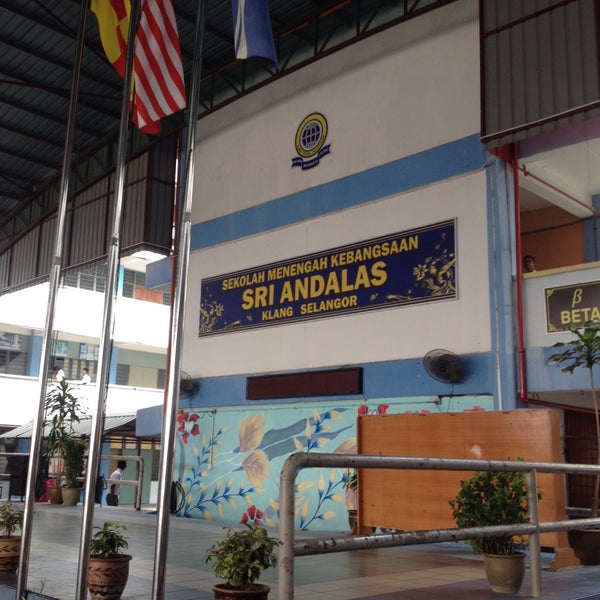 SEKOLAH MENENGAH KEBANGSAAN
SRI ANDALAS
KLANG SELANGOR
β
BETA